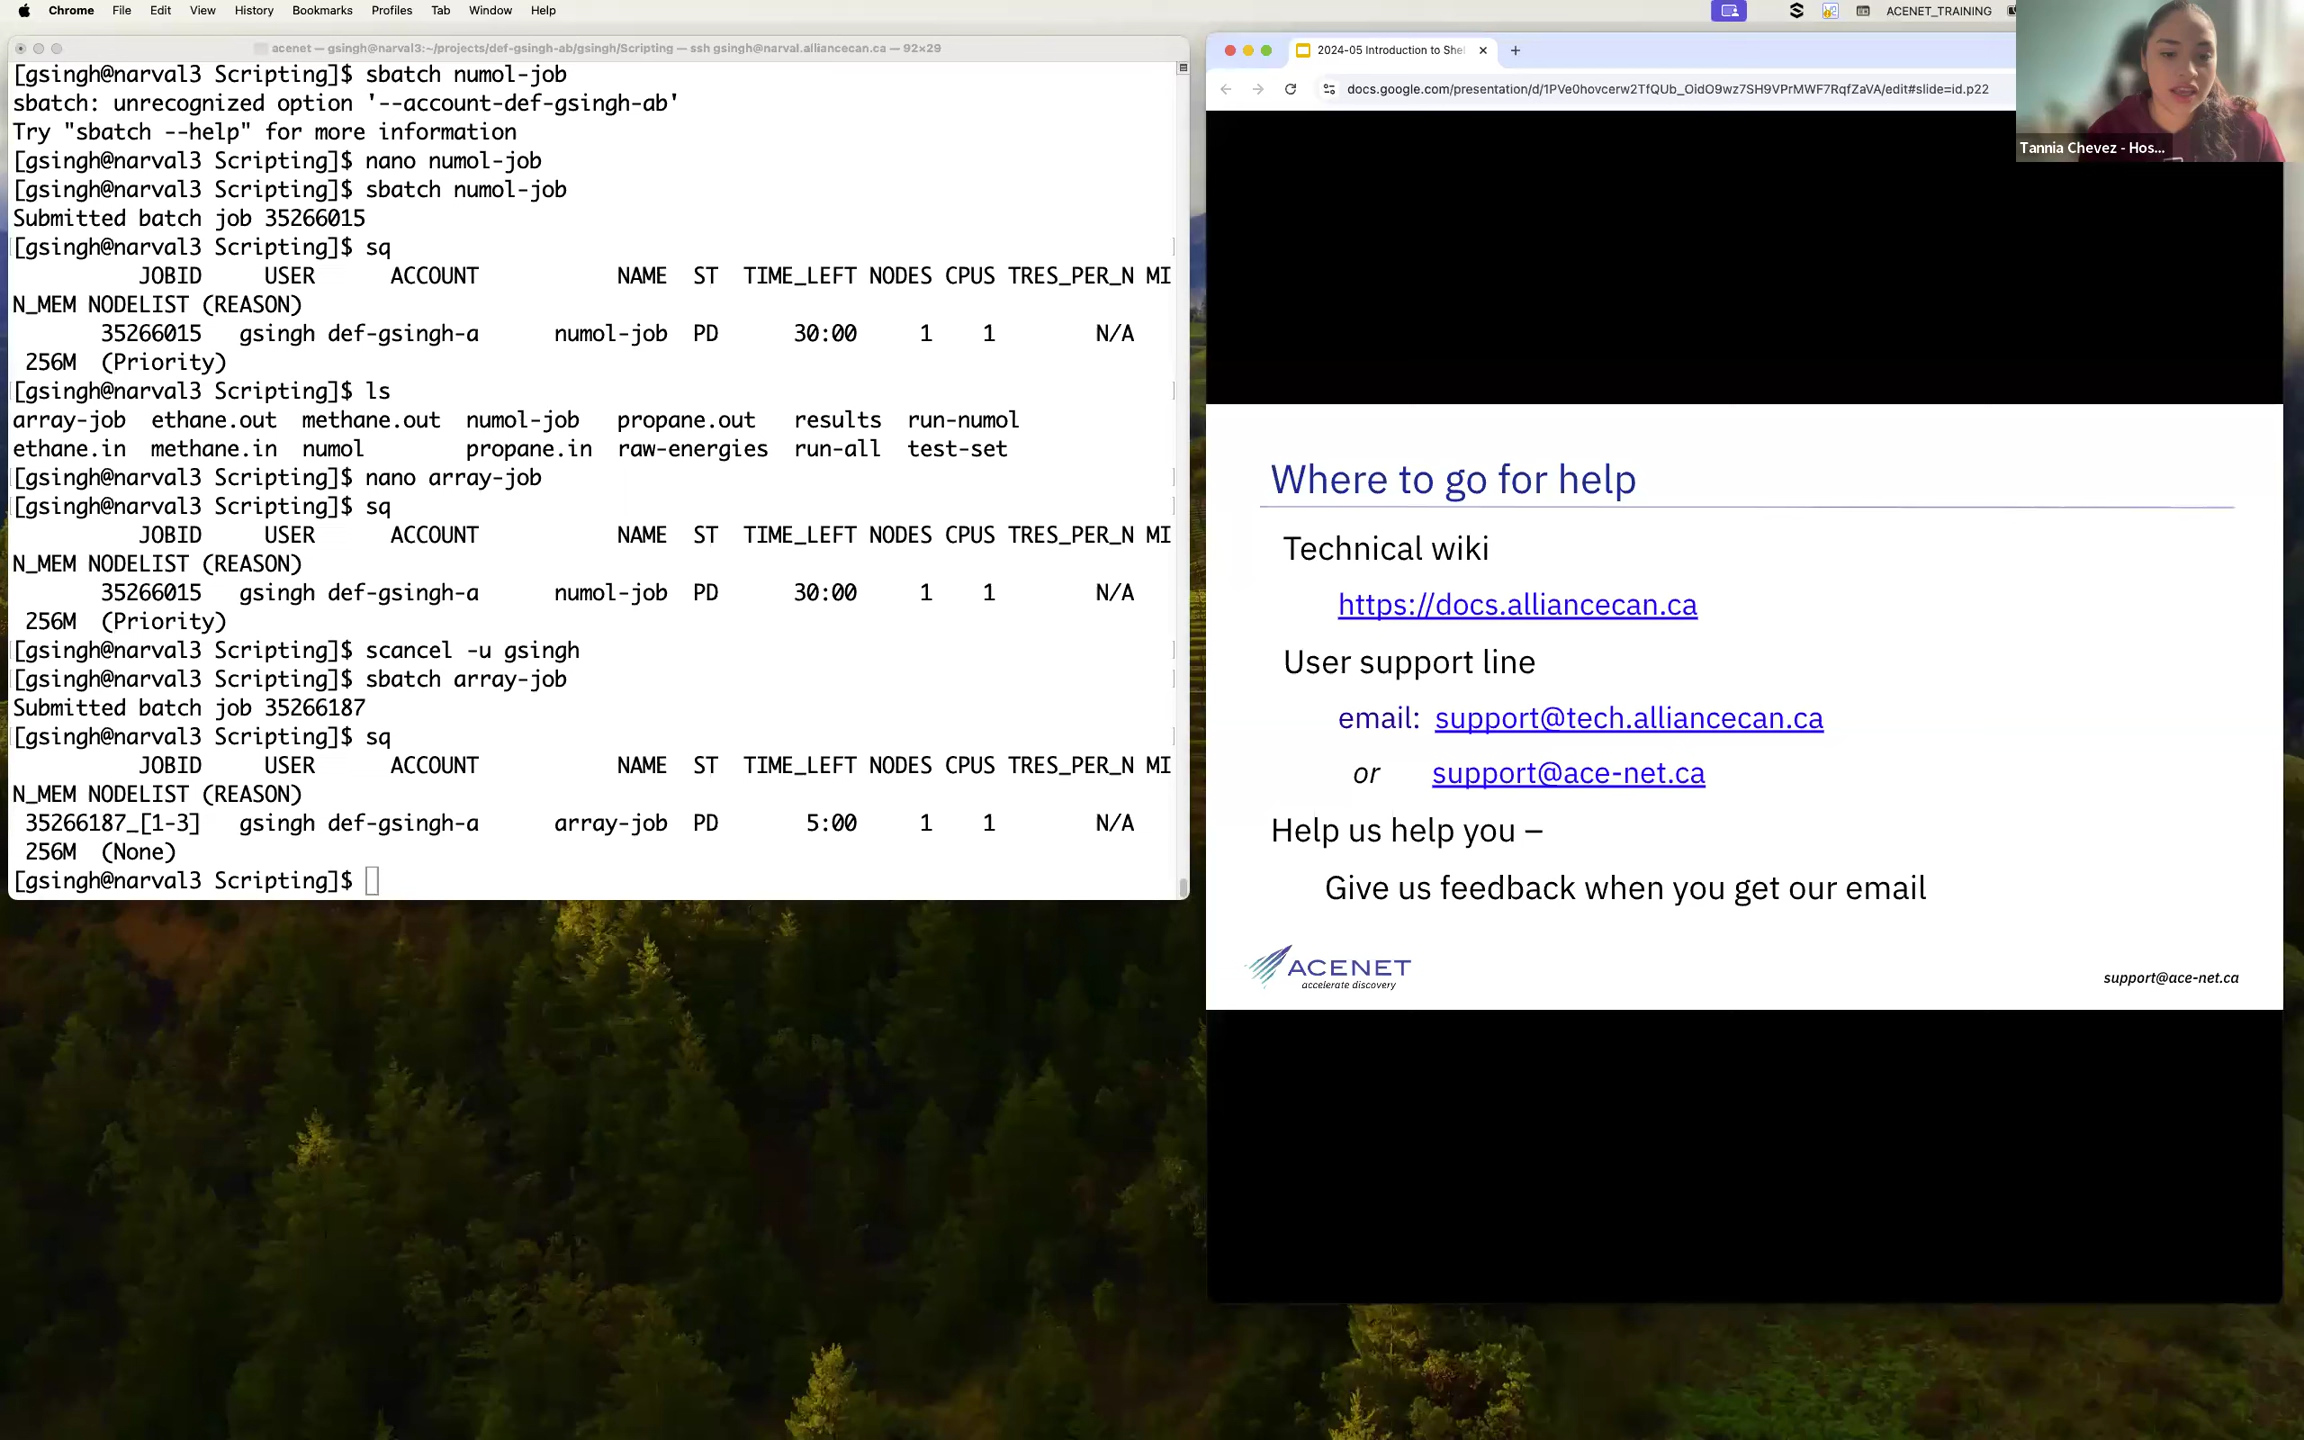 Chrome File Edit View History Bookmarks Profiles Tab Window Help
ACENET_TRAINING
acenet — gsingh@narval3:~/projects/def-gsingh-ab/gsingh/Scripting — ssh gsingh@narval.alliancecan.ca — 92×29
[gsingh@narval3 Scripting]$ sbatch numol-job
sbatch: unrecognized option '--account-def-gsingh-ab'
Try "sbatch --help" for more information
[gsingh@narval3 Scripting]$ nano numol-job
[gsingh@narval3 Scripting]$ sbatch numol-job
Submitted batch job 35266015
[gsingh@narval3 Scripting]$ sq
JOBID USER ACCOUNT NAME ST TIME_LEFT NODES CPUS TRES_PER_N MI
N_MEM NODELIST (REASON)
35266015 gsingh def-gsingh-a numol-job PD 30:00 1 1 N/A
256M (Priority)
[gsingh@narval3 Scripting]$ ls
array-job ethane.out methane.out numol-job propane.out results run-numol
ethane.in methane.in numol propane.in raw-energies run-all test-set
[gsingh@narval3 Scripting]$ nano array-job
[gsingh@narval3 Scripting]$ sq
JOBID USER ACCOUNT NAME ST TIME_LEFT NODES CPUS TRES_PER_N MI
N_MEM NODELIST (REASON)
35266015 gsingh def-gsingh-a numol-job PD 30:00 1 1 N/A
256M (Priority)
[gsingh@narval3 Scripting]$ scancel -u gsingh
[gsingh@narval3 Scripting]$ sbatch array-job
Submitted batch job 35266187
[gsingh@narval3 Scripting]$ sq
JOBID USER ACCOUNT NAME ST TIME_LEFT NODES CPUS TRES_PER_N MI
N_MEM NODELIST (REASON)
35266187_[1-3] gsingh def-gsingh-a array-job PD 5:00 1 1 N/A
256M (None)
[gsingh@narval3 Scripting]$
2024-05 Introduction to Shel
docs.google.com/presentation/d/1PVe0hovcerw2TfQUb_OidO9wz7SH9VPrMWF7RqfZaVA/edit#slide=id.p22
Tannia Chevez - Hos...
Where to go for help
Technical wiki
https://docs.alliancecan.ca
User support line
email: support@tech.alliancecan.ca
or support@ace-net.ca
Help us help you –
Give us feedback when you get our email
ACENET
accelerate discovery
support@ace-net.ca